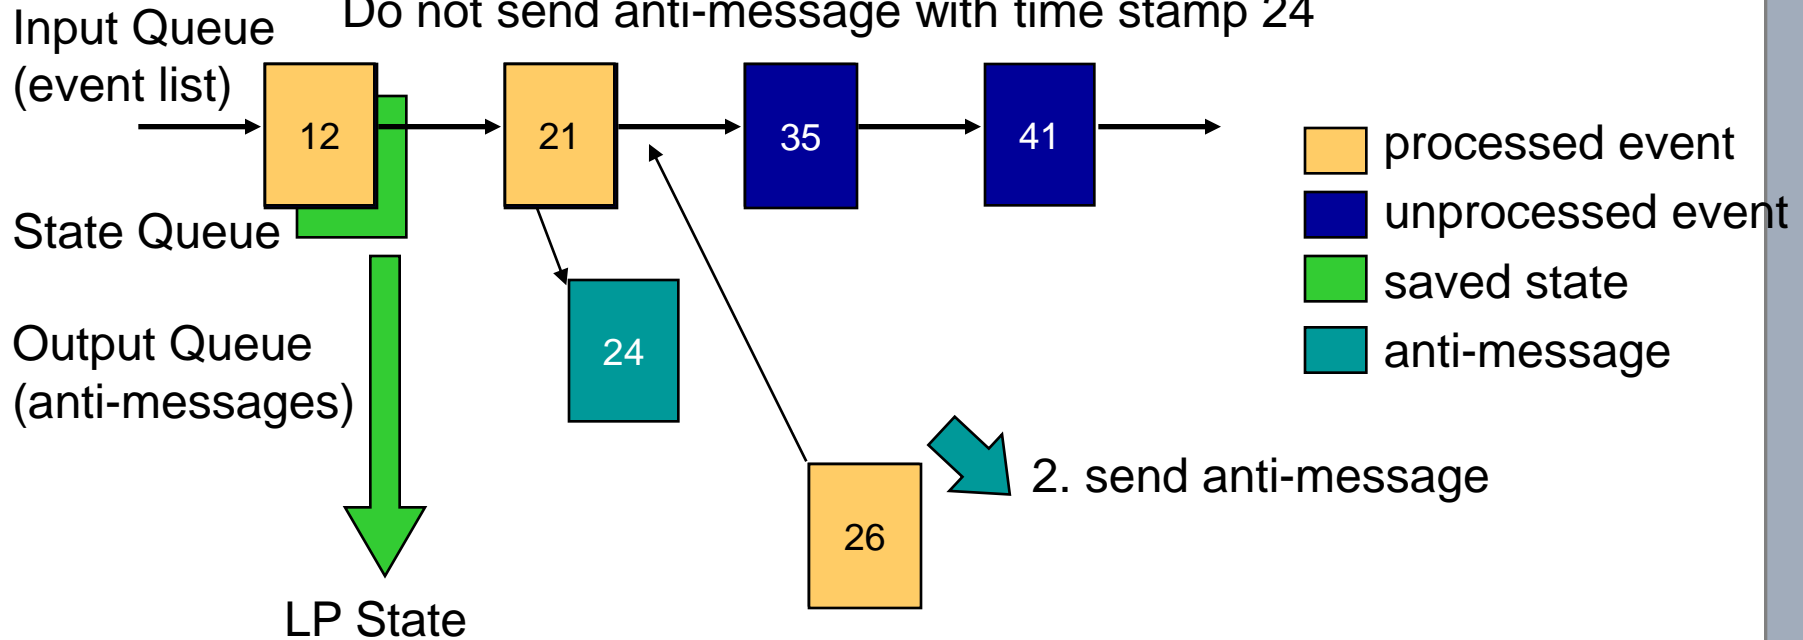 Do not send anti-message with time stamp 24
Input Queue
(event list)
12
21
35
41
processed event
unprocessed event
saved state
anti-message
State Queue
Output Queue
(anti-messages)
24
2. send anti-message
26
LP State